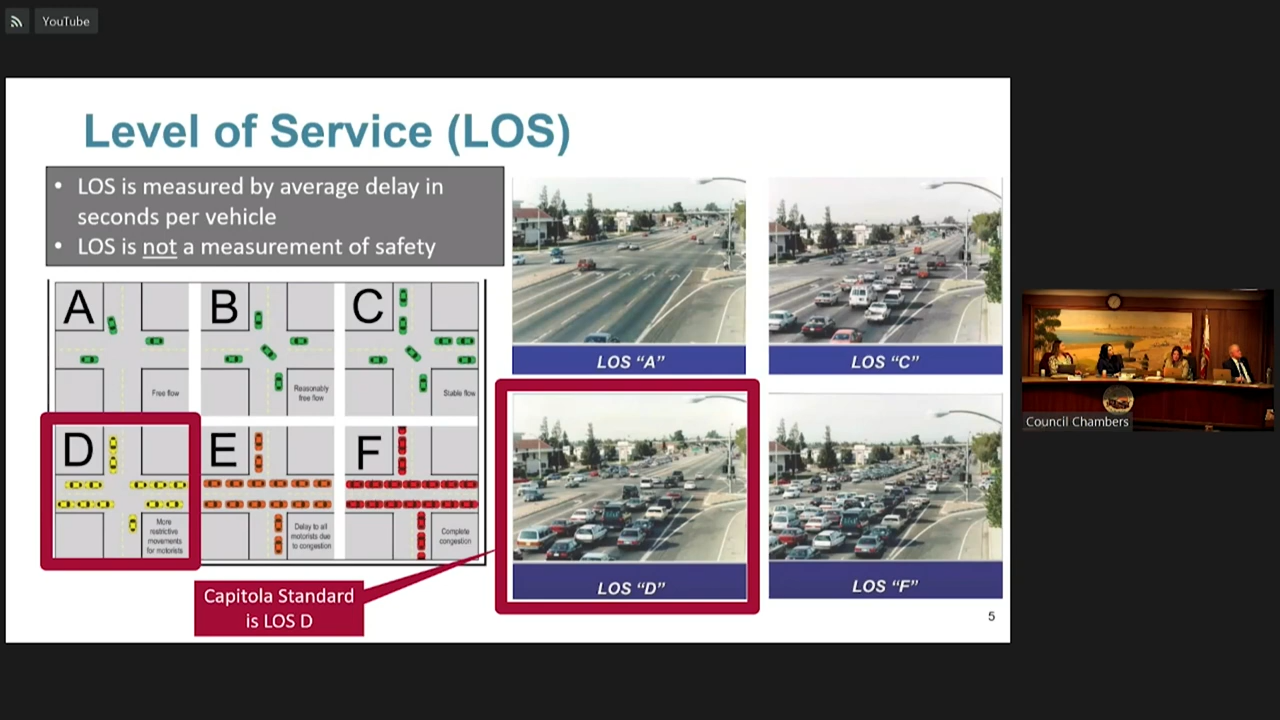 YouTube
Level of Service (LOS)
• LOS is measured by average delay in
seconds per vehicle
• LOS is not a measurement of safety
A
Free flow
B
Reasonably
free flow
C
Stable flow
D
More
restrictive
movements
for motorists
E
Delay to all
motorists due
to congestion
F
Complete
congestion
LOS “A”
LOS “C”
LOS “D”
LOS “F”
Capitola Standard
is LOS D
5
Council Chambers